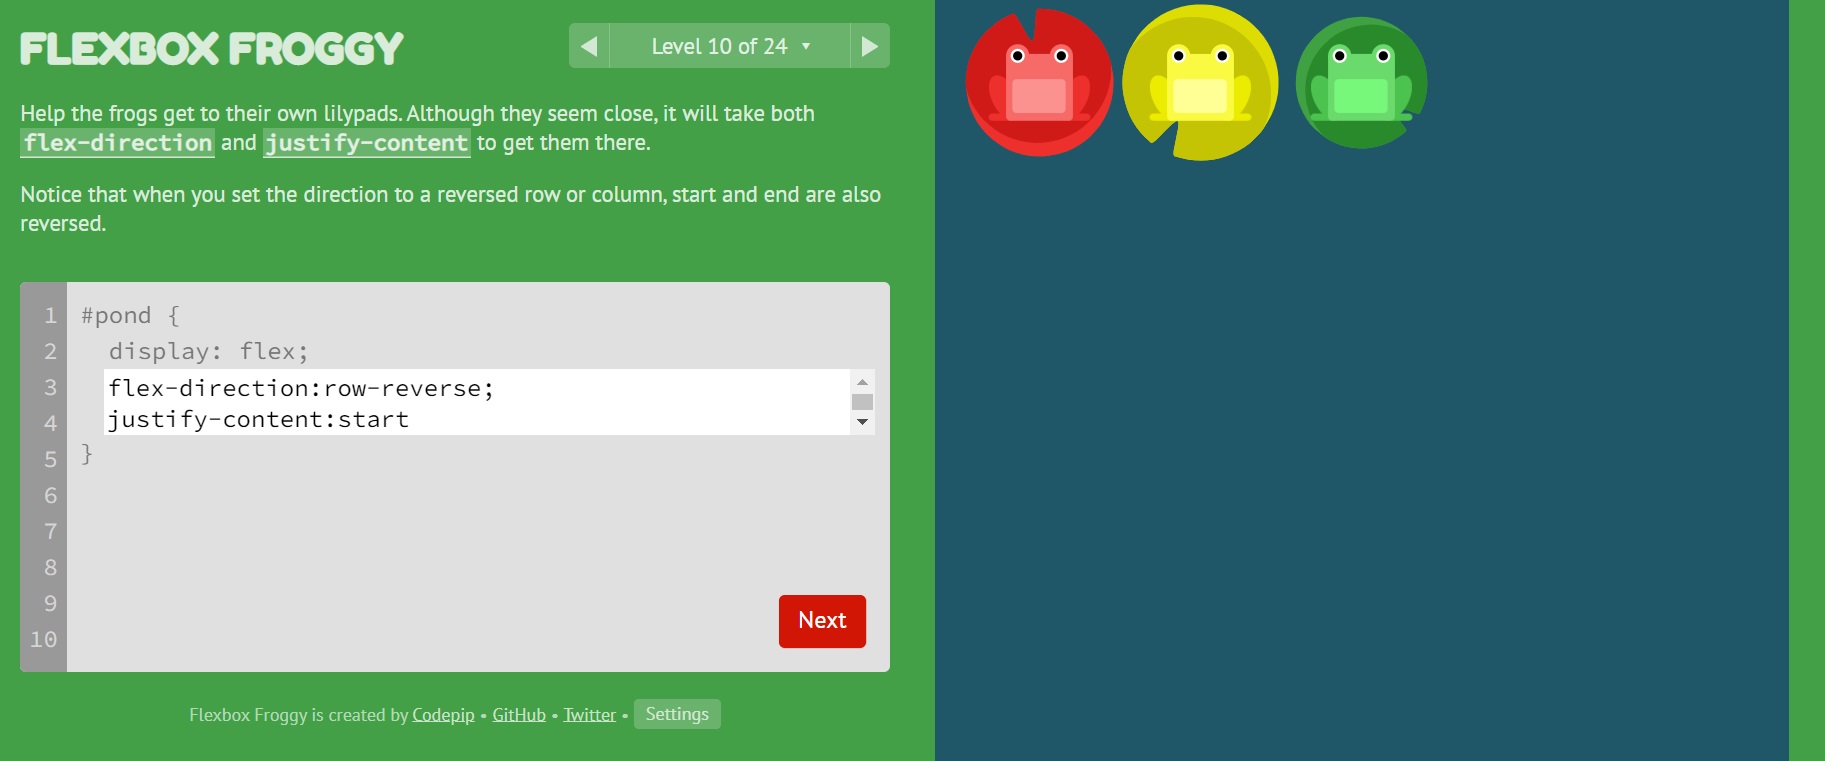 FLEXBOX FROGGY
Level 10 of 24 ▼
Help the frogs get to their own lilypads. Although they seem close, it will take both
flex-direction and justify-content to get them there.
Notice that when you set the direction to a reversed row or column, start and end are also
reversed.
1 #pond {
2 display: flex;
3 flex-direction:row-reverse;
4 justify-content:start
5 }
6
7
8
9
10
Next
Flexbox Froggy is created by Codepip • GitHub • Twitter • Settings